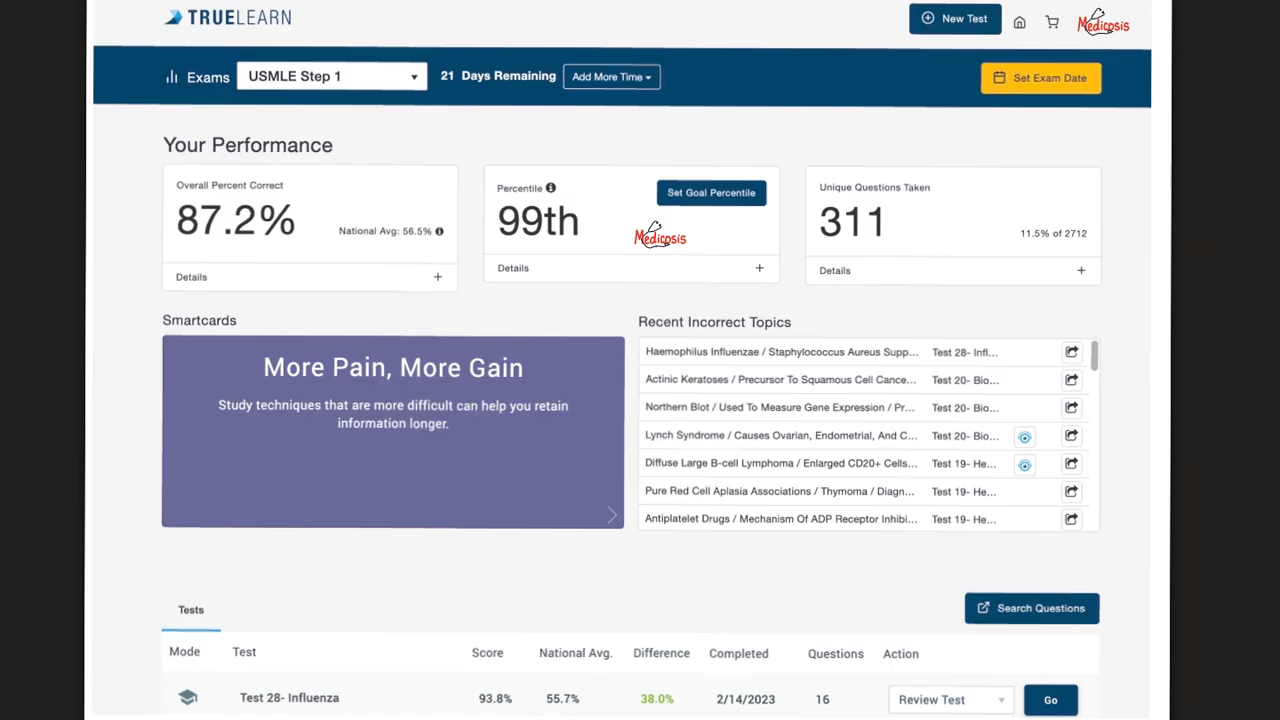 TRUELEARN
New Test
Medicosis
Exams
USMLE Step 1
21 Days Remaining
Add More Time
Set Exam Date
Your Performance
Overall Percent Correct
87.2%
National Avg: 56.5%
Details
Percentile
Set Goal Percentile
99th
Medicosis
Details
Unique Questions Taken
311
11.5% of 2712
Details
Smartcards
More Pain, More Gain
Study techniques that are more difficult can help you retain
information longer.
Recent Incorrect Topics
Haemophilus Influenzae / Staphylococcus Aureus Supp... Test 28- Infl...
Actinic Keratoses / Precursor To Squamous Cell Cance... Test 20- Bio...
Northern Blot / Used To Measure Gene Expression / Pr... Test 20- Bio...
Lynch Syndrome / Causes Ovarian, Endometrial, And C... Test 20- Bio...
Diffuse Large B-cell Lymphoma / Enlarged CD20+ Cells... Test 19- He...
Pure Red Cell Aplasia Associations / Thymoma / Diagn... Test 19- He...
Antiplatelet Drugs / Mechanism Of ADP Receptor Inhibi... Test 19- He...
Tests
Search Questions
Mode Test Score National Avg. Difference Completed Questions Action
Test 28- Influenza 93.8% 55.7% 38.0% 2/14/2023 16 Review Test Go